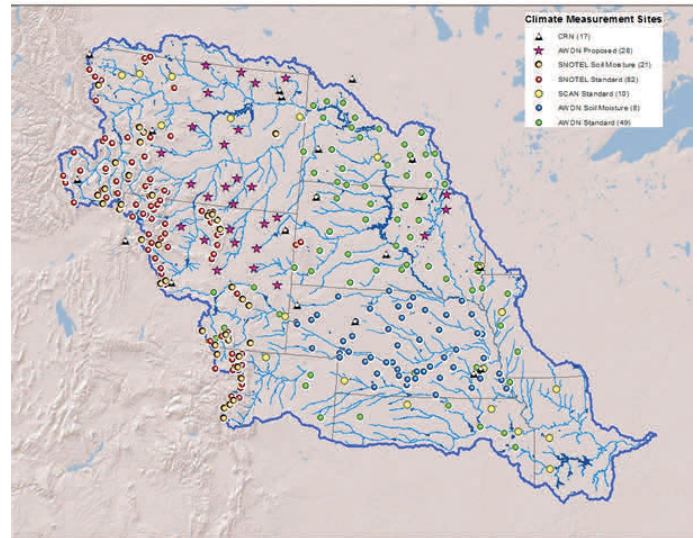 Climate Measurement Sites
CRN (17)
AWDN Proposed (28)
SNOTEL Soil Moisture (21)
SNOTEL Standard (82)
SCAN Standard (19)
AWDN Soil Moisture (8)
AWDN Standard (49)